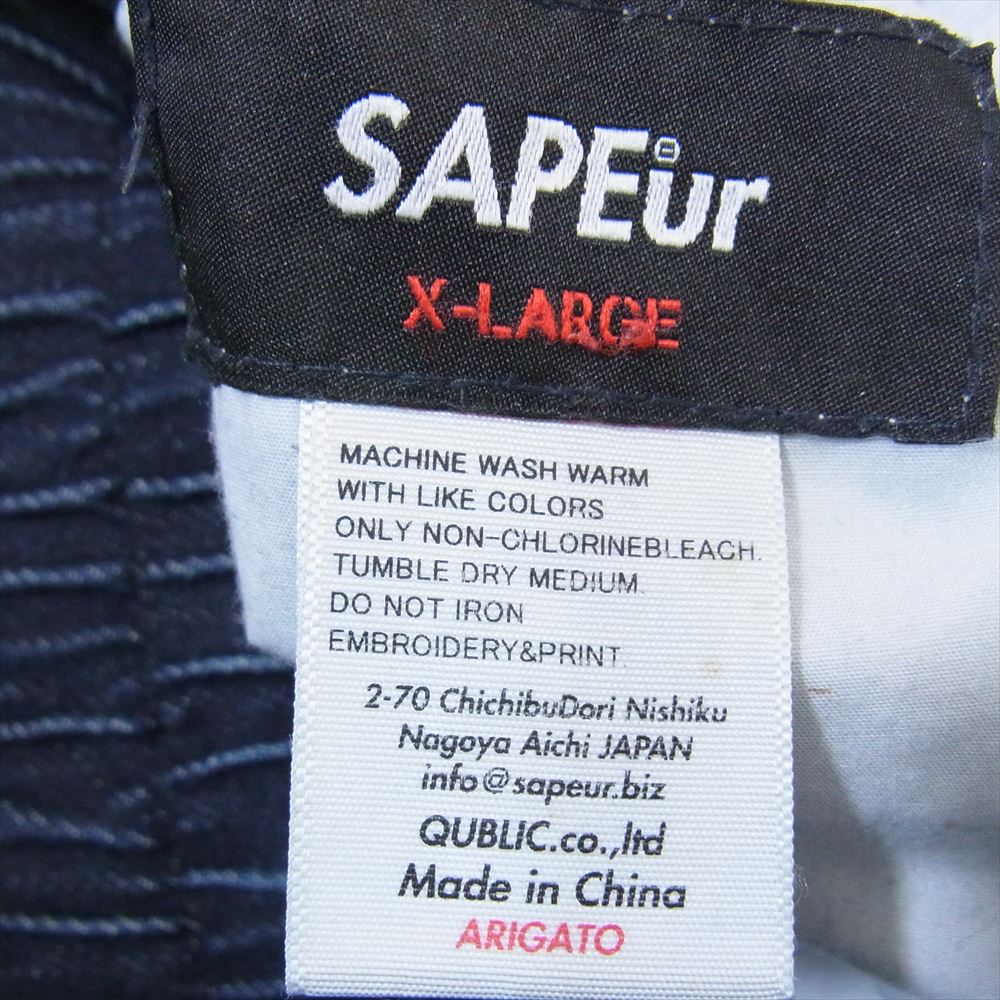 SAPEur
X-LARGE
MACHINE WASH WARM
WITH LIKE COLORS
ONLY NON-CHLORINEBLEACH.
TUMBLE DRY MEDIUM.
DO NOT IRON
EMBROIDERY&PRINT.
2-70 ChichibuDori Nishiku
Nagoya Aichi JAPAN
info@sapeur.biz
QUBLIC.co.,ltd
Made in China
ARIGATO